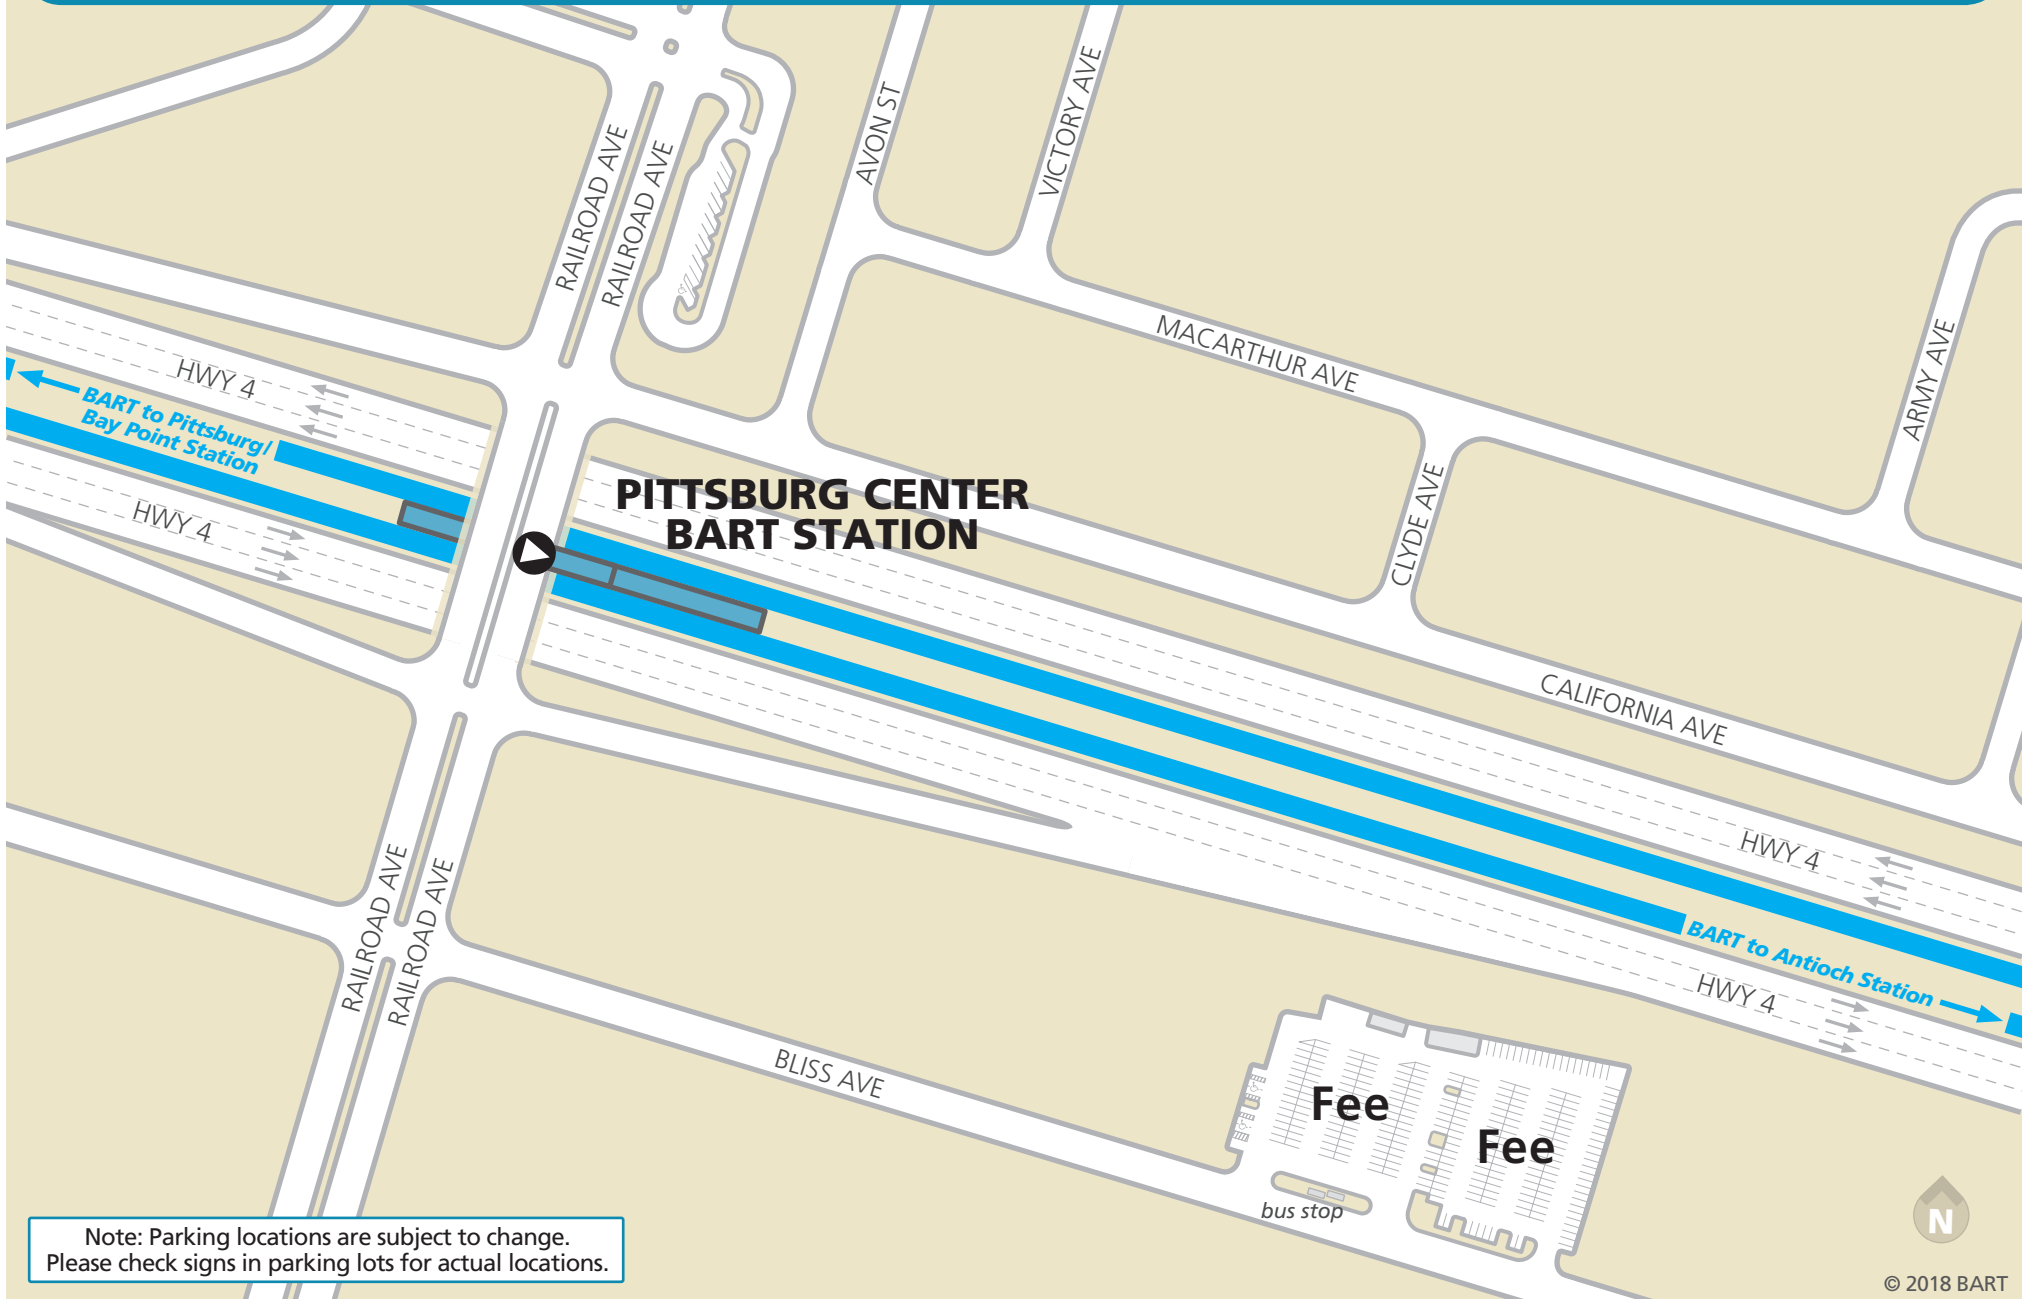 RAILROAD AVE
RAILROAD AVE
AVON ST
VICTORY AVE
MACARTHUR AVE
ARMY AVE
HWY 4
BART to Pittsburg/
Bay Point Station
HWY 4
PITTSBURG CENTER
BART STATION
CLYDE AVE
CALIFORNIA AVE
HWY 4
RAILROAD AVE
RAILROAD AVE
BART to Antioch Station
HWY 4
BLISS AVE
Fee
Fee
bus stop
N
Note: Parking locations are subject to change.
Please check signs in parking lots for actual locations.
© 2018 BART